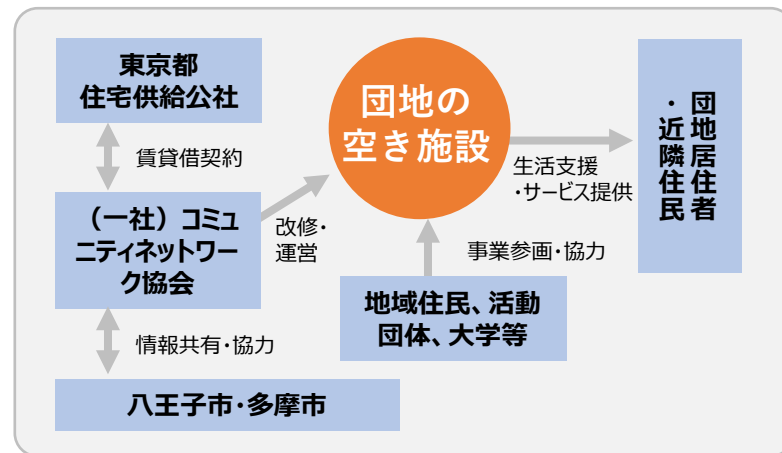 東京都
住宅供給公社
賃貸借契約
（一社）コミュ
ニティネットワー
ク協会
情報共有・協力
八王子市・多摩市
改修・
運営
団地の
空き施設
生活支援
・サービス提供
事業参画・協力
地域住民、活動
団体、大学等
団地居住者
・近隣住民